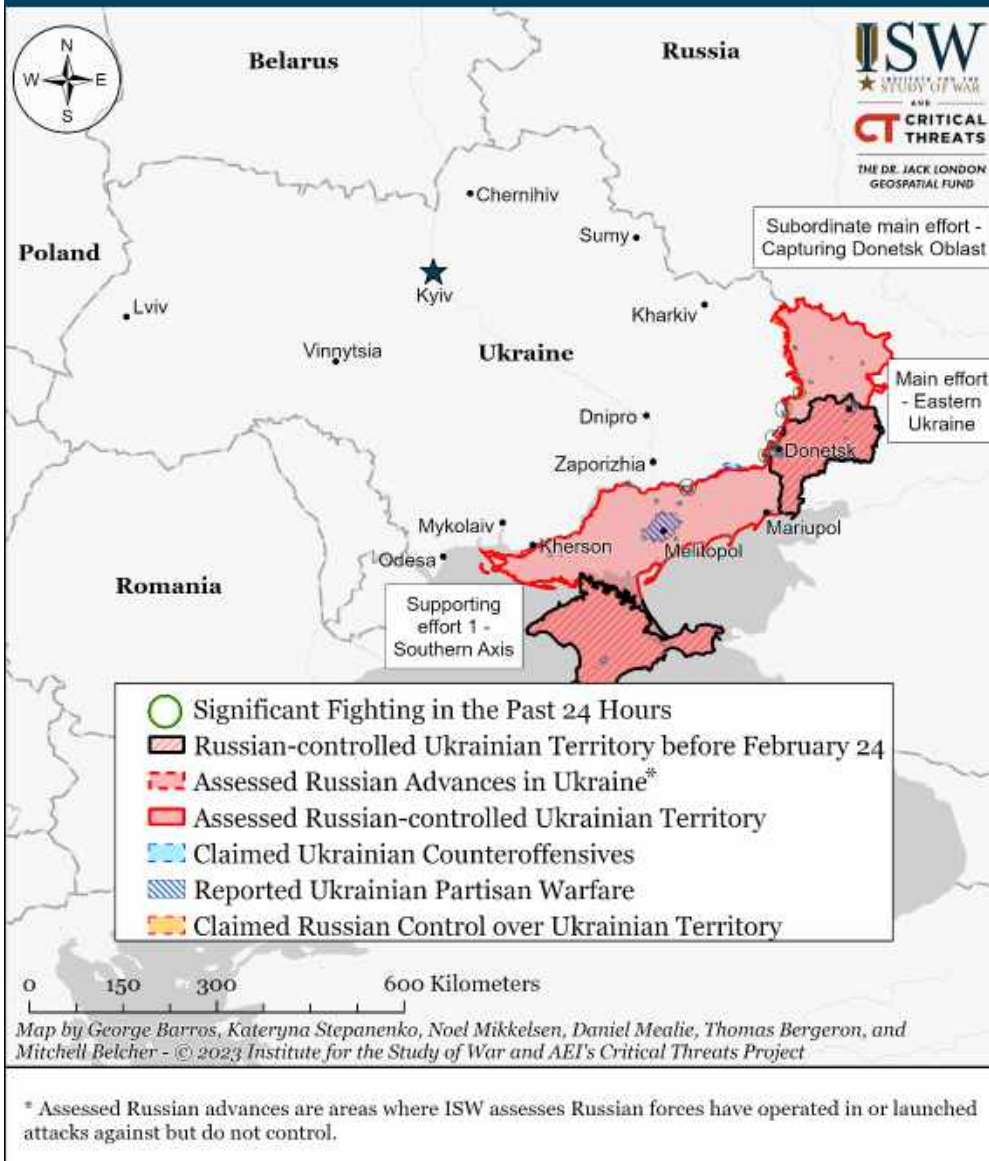 N
W E
S
Belarus
Russia
ISW
INSTITUTE FOR THE
STUDY OF WAR
AND
CT CRITICAL
THREATS
THE DR. JACK LONDON
GEOSPATIAL FUND
Chernihiv
Subordinate main effort -
Capturing Donetsk Oblast
Sumy
Poland
Kyiv
Lviv
Kharkiv
Vinnytsia
Ukraine
Main effort
- Eastern
Ukraine
Dnipro
Donetsk
Zaporizhia
Mykolaiv
Mariupol
Kherson
Melitopol
Odesa
Romania
Supporting
effort 1 -
Southern Axis
Significant Fighting in the Past 24 Hours
Russian-controlled Ukrainian Territory before February 24
Assessed Russian Advances in Ukraine*
Assessed Russian-controlled Ukrainian Territory
Claimed Ukrainian Counteroffensives
Reported Ukrainian Partisan Warfare
Claimed Russian Control over Ukrainian Territory
0 150 300 600 Kilometers
Map by George Barros, Kateryna Stepanenko, Noel Mikkelsen, Daniel Mealie, Thomas Bergeron, and
Mitchell Belcher - © 2023 Institute for the Study of War and AEI's Critical Threats Project
* Assessed Russian advances are areas where ISW assesses Russian forces have operated in or launched
attacks against but do not control.